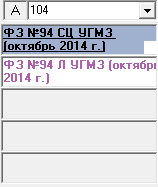 А 104
ФЗ №94 СЦ УГМЗ
(октябрь 2014 г.)
ФЗ №94 Л УГМЗ (октябрь
2014 г.)